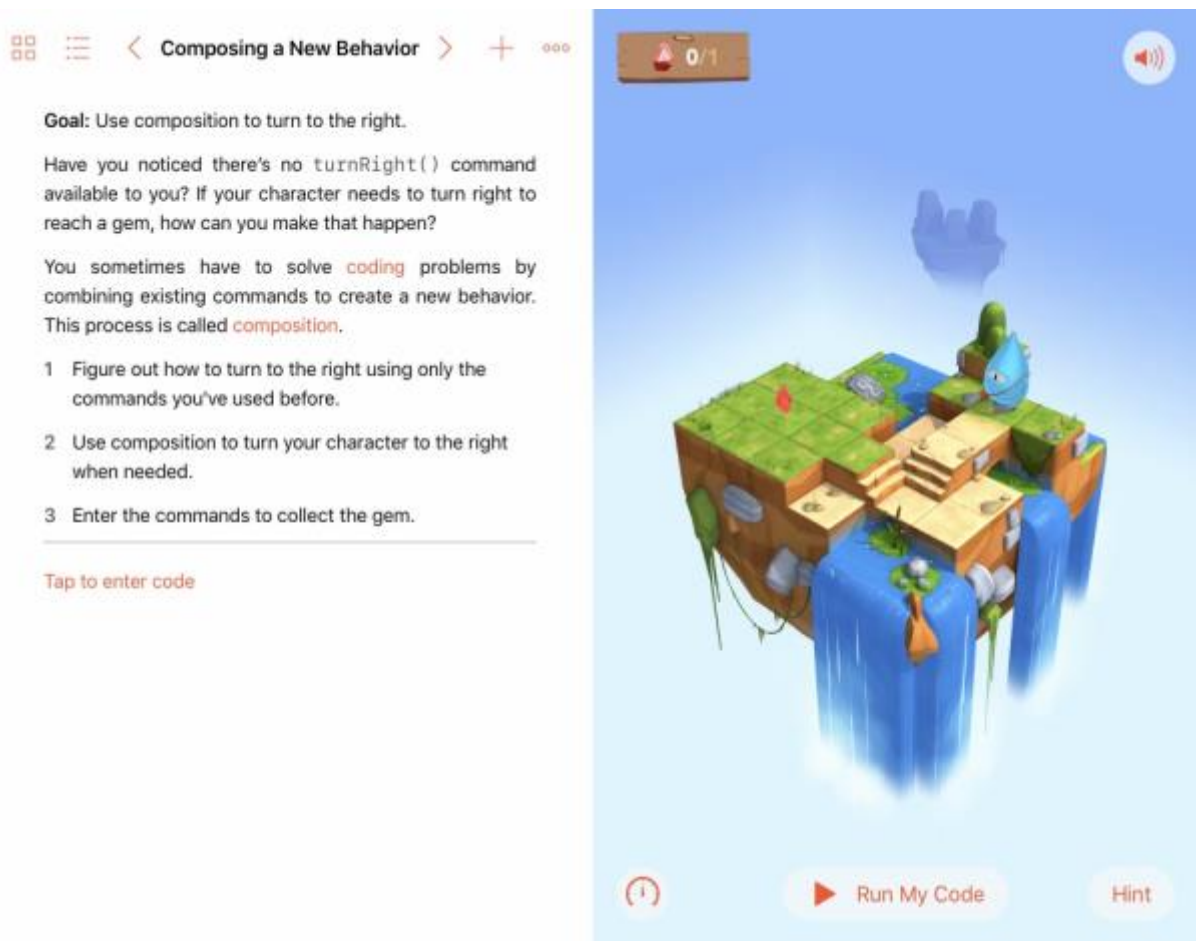 Composing a New Behavior
Goal: Use composition to turn to the right.
Have you noticed there's no turnRight() command
available to you? If your character needs to turn right to
reach a gem, how can you make that happen?
You sometimes have to solve coding problems by
combining existing commands to create a new behavior.
This process is called composition.
1 Figure out how to turn to the right using only the
commands you've used before.
2 Use composition to turn your character to the right
when needed.
3 Enter the commands to collect the gem.
Tap to enter code
0/1
Run My Code
Hint